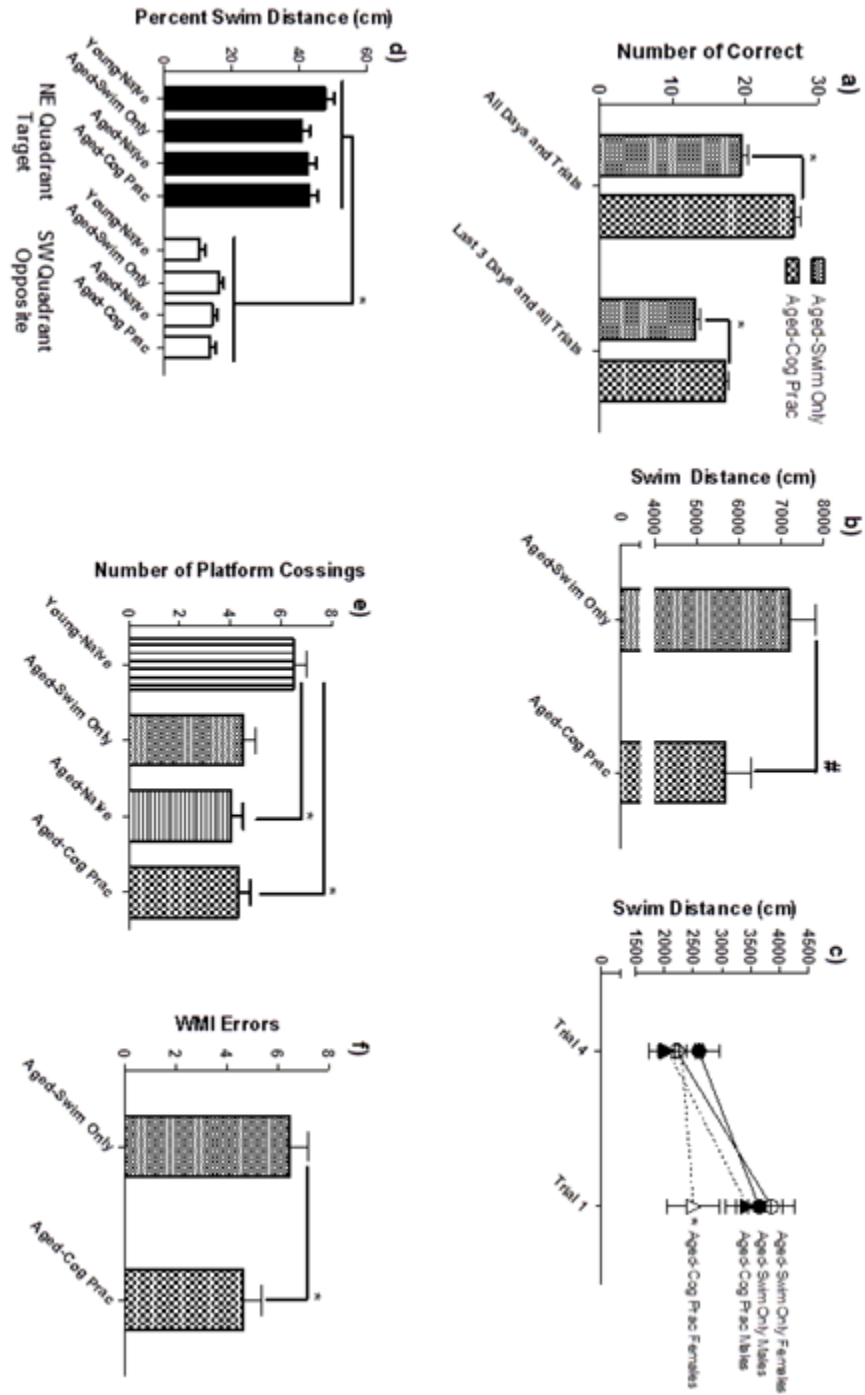 a)
Number of Correct
30
20
10
0
Aged-Swim Only
Aged-Cog Prac
*
*
All Days and Trials
Last 3 Days and all Trials
b)
Swim Distance (cm)
8000
7000
6000
5000
4000
0
#
Aged-Swim Only
Aged-Cog Prac
c)
Swim Distance (cm)
4500
4000
3500
3000
2500
2000
1500
0
Aged-Swim Only Females
Aged-Swim Only Males
Aged-Cog Prac Males
* Aged-Cog Prac Females
Trial 4
Trial 1
d)
Percent Swim Distance (cm)
60
40
20
0
*
Young-Naïve
Aged-Swim Only
Aged-Naïve
Aged-Cog Prac
Young-Naïve
Aged-Swim Only
Aged-Naïve
Aged-Cog Prac
NE Quadrant
Target
SW Quadrant
Opposite
e)
Number of Platform Cossings
8
6
4
2
0
*
*
Young-Naïve
Aged-Swim Only
Aged-Naïve
Aged-Cog Prac
f)
WMI Errors
8
6
4
2
0
*
Aged-Swim Only
Aged-Cog Prac